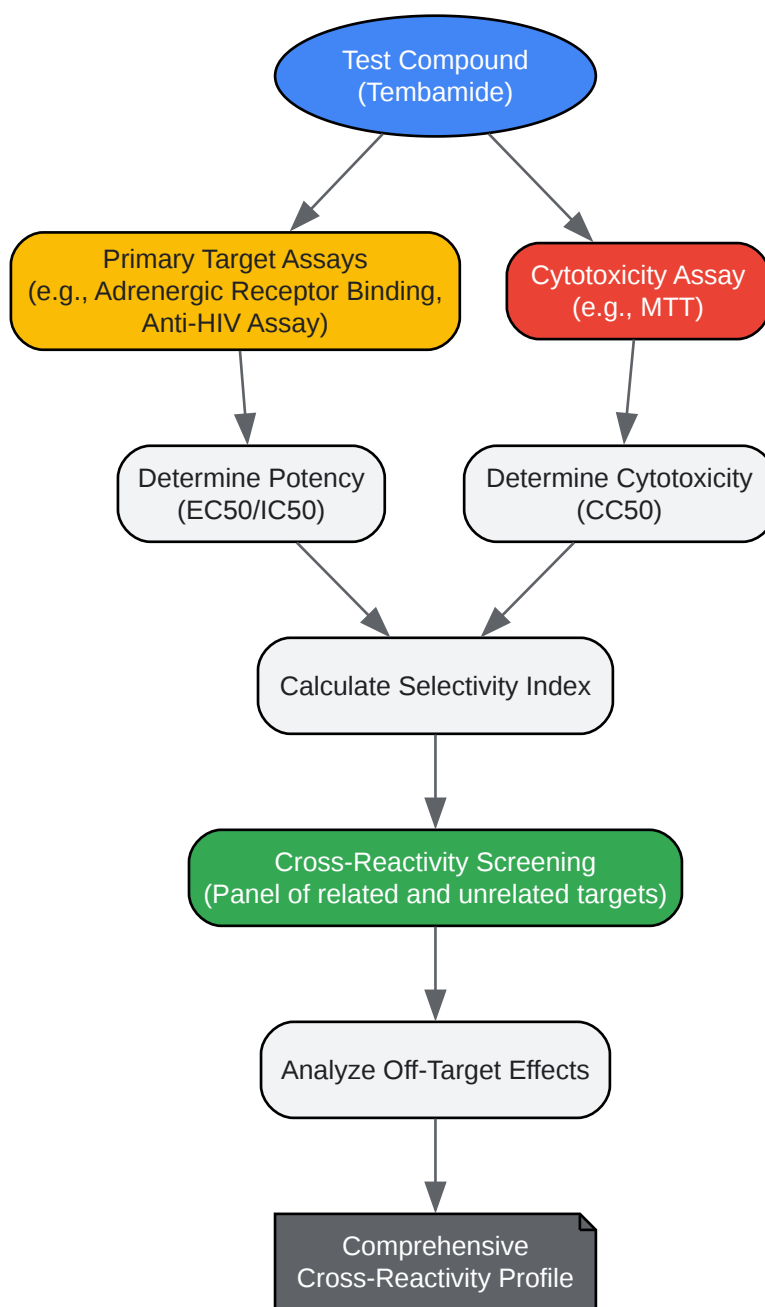 Test Compound
(Tembamide)
Primary Target Assays
(e.g., Adrenergic Receptor Binding,
Anti-HIV Assay)
Cytotoxicity Assay
(e.g., MTT)
Determine Potency
(EC50/IC50)
Determine Cytotoxicity
(CC50)
Calculate Selectivity Index
Cross-Reactivity Screening
(Panel of related and unrelated targets)
Analyze Off-Target Effects
Comprehensive
Cross-Reactivity Profile